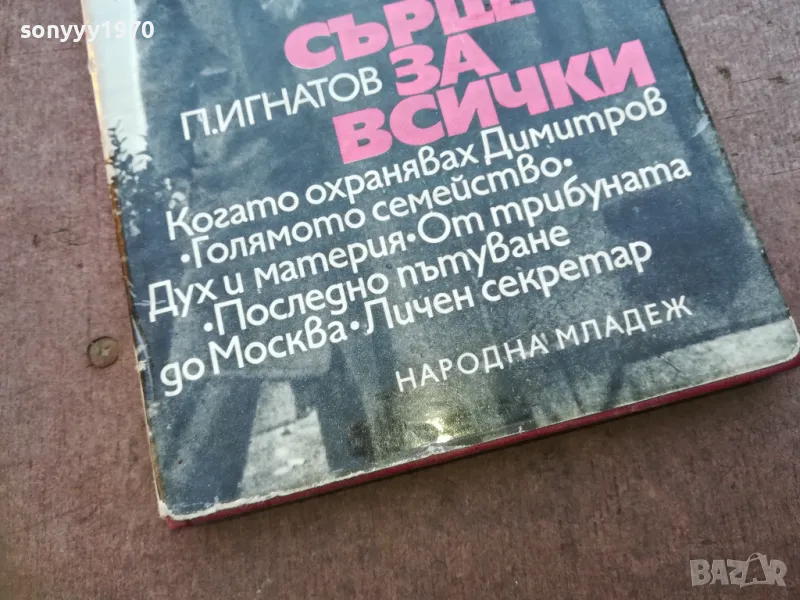 sonyyy1970
СЪРЦЕ
ЗА
ВСИЧКИ
П.ИГНАТОВ
Когато охранявах Димитров
•Голямото семейство•
Дух и материя•От трибуната
•Последно пътуване
до Москва•Личен секретар
НАРОДНА МЛАДЕЖ
BAZAR